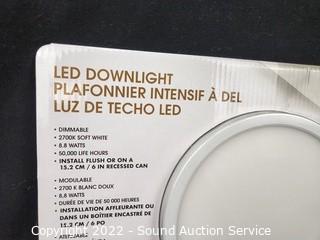 LED DOWNLIGHT
PLAFONNIER INTENSIF À DEL
LUZ DE TECHO LED
• DIMMABLE
• 2700K SOFT WHITE
• 8.8 WATTS
• 50,000 LIFE HOURS
• INSTALL FLUSH OR ON A
15.2 CM / 6 IN RECESSED CAN
• MODULABLE
• 2700 K BLANC DOUX
• 8,8 WATTS
• DURÉE DE VIE DE 50 000 HEURES
• INSTALLATION AFFLEURANTE OU
DANS UN BOÎTIER ENCASTRÉ DE
15,2 CM / 6 PO
Copyright 2022 - Sound Auction Service